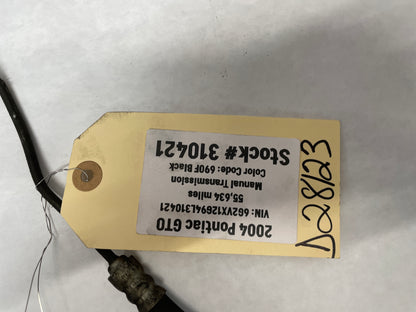 2004 Pontiac GTO
VIN: 6G2VX12G94L310421
55,634 miles
Manual Transmission
Color Code: 690F Black
Stock# 310421
D28123